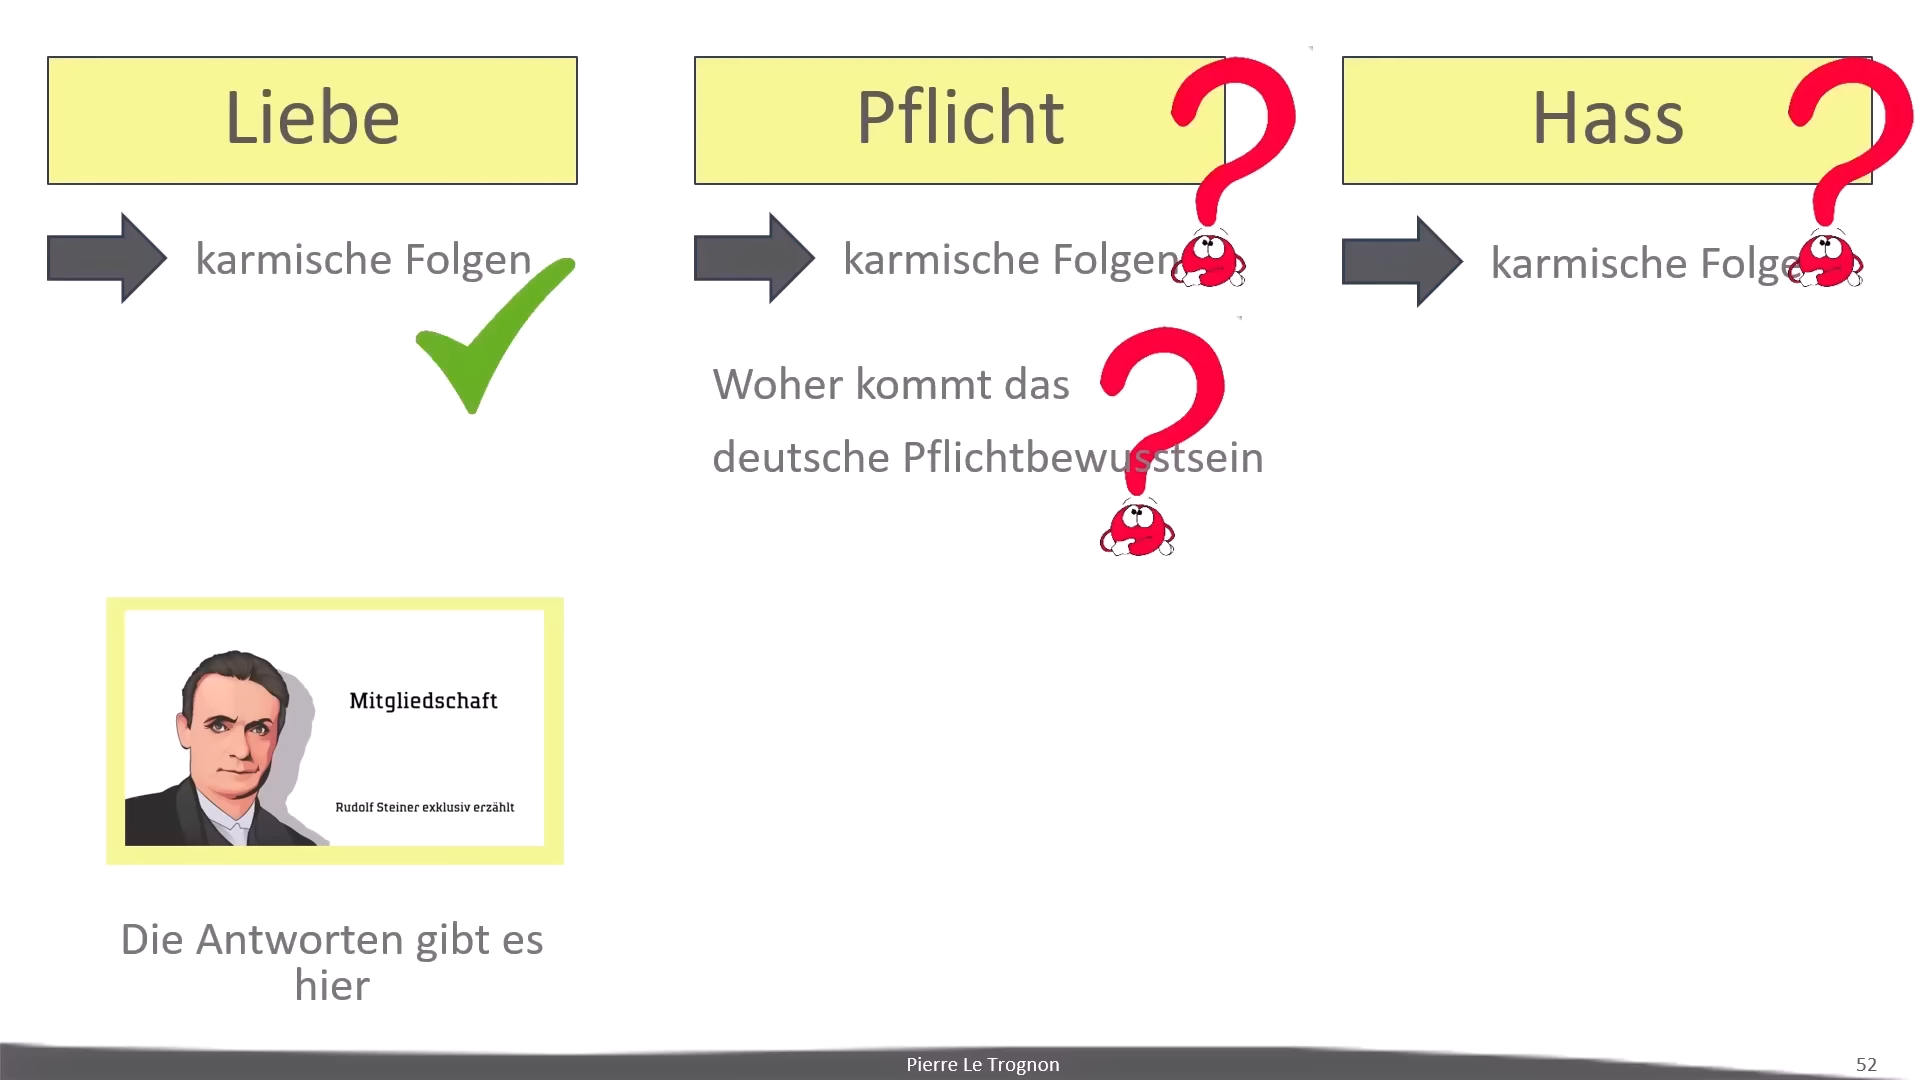 Liebe
karmische Folgen
Pflicht
karmische Folgen
Woher kommt das
deutsche Pflichtbewusstsein
Hass
karmische Folge
Mitgliedschaft
Rudolf Steiner exklusiv erzählt
Die Antworten gibt es
hier
Pierre Le Trognon
52